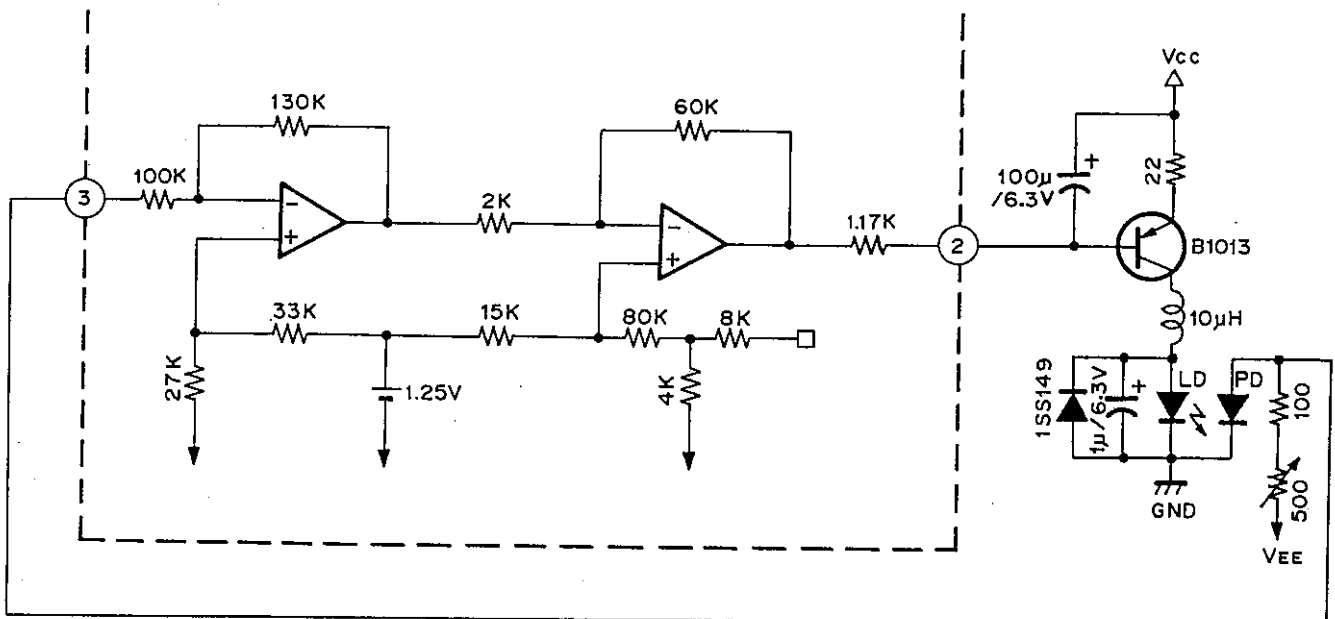 Vcc
130K
60K
100K
3
−
+
2K
−
+
1.17K
2
100μ
/6.3V
+
22
B1013
33K
15K
80K
8K
10μH
27K
1.25V
4K
1SS149
1μ/6.3V
+
LD
PD
100
500
GND
VEE